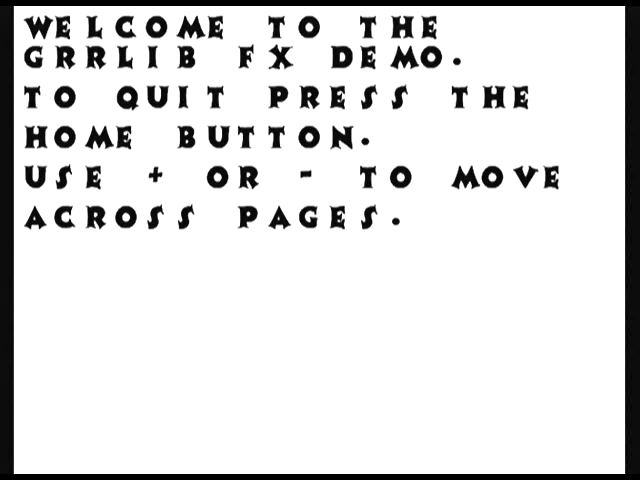 WELCOME TO THE
GRRLIB FX DEMO.
TO QUIT PRESS THE
HOME BUTTON.
USE + OR - TO MOVE
ACROSS PAGES.